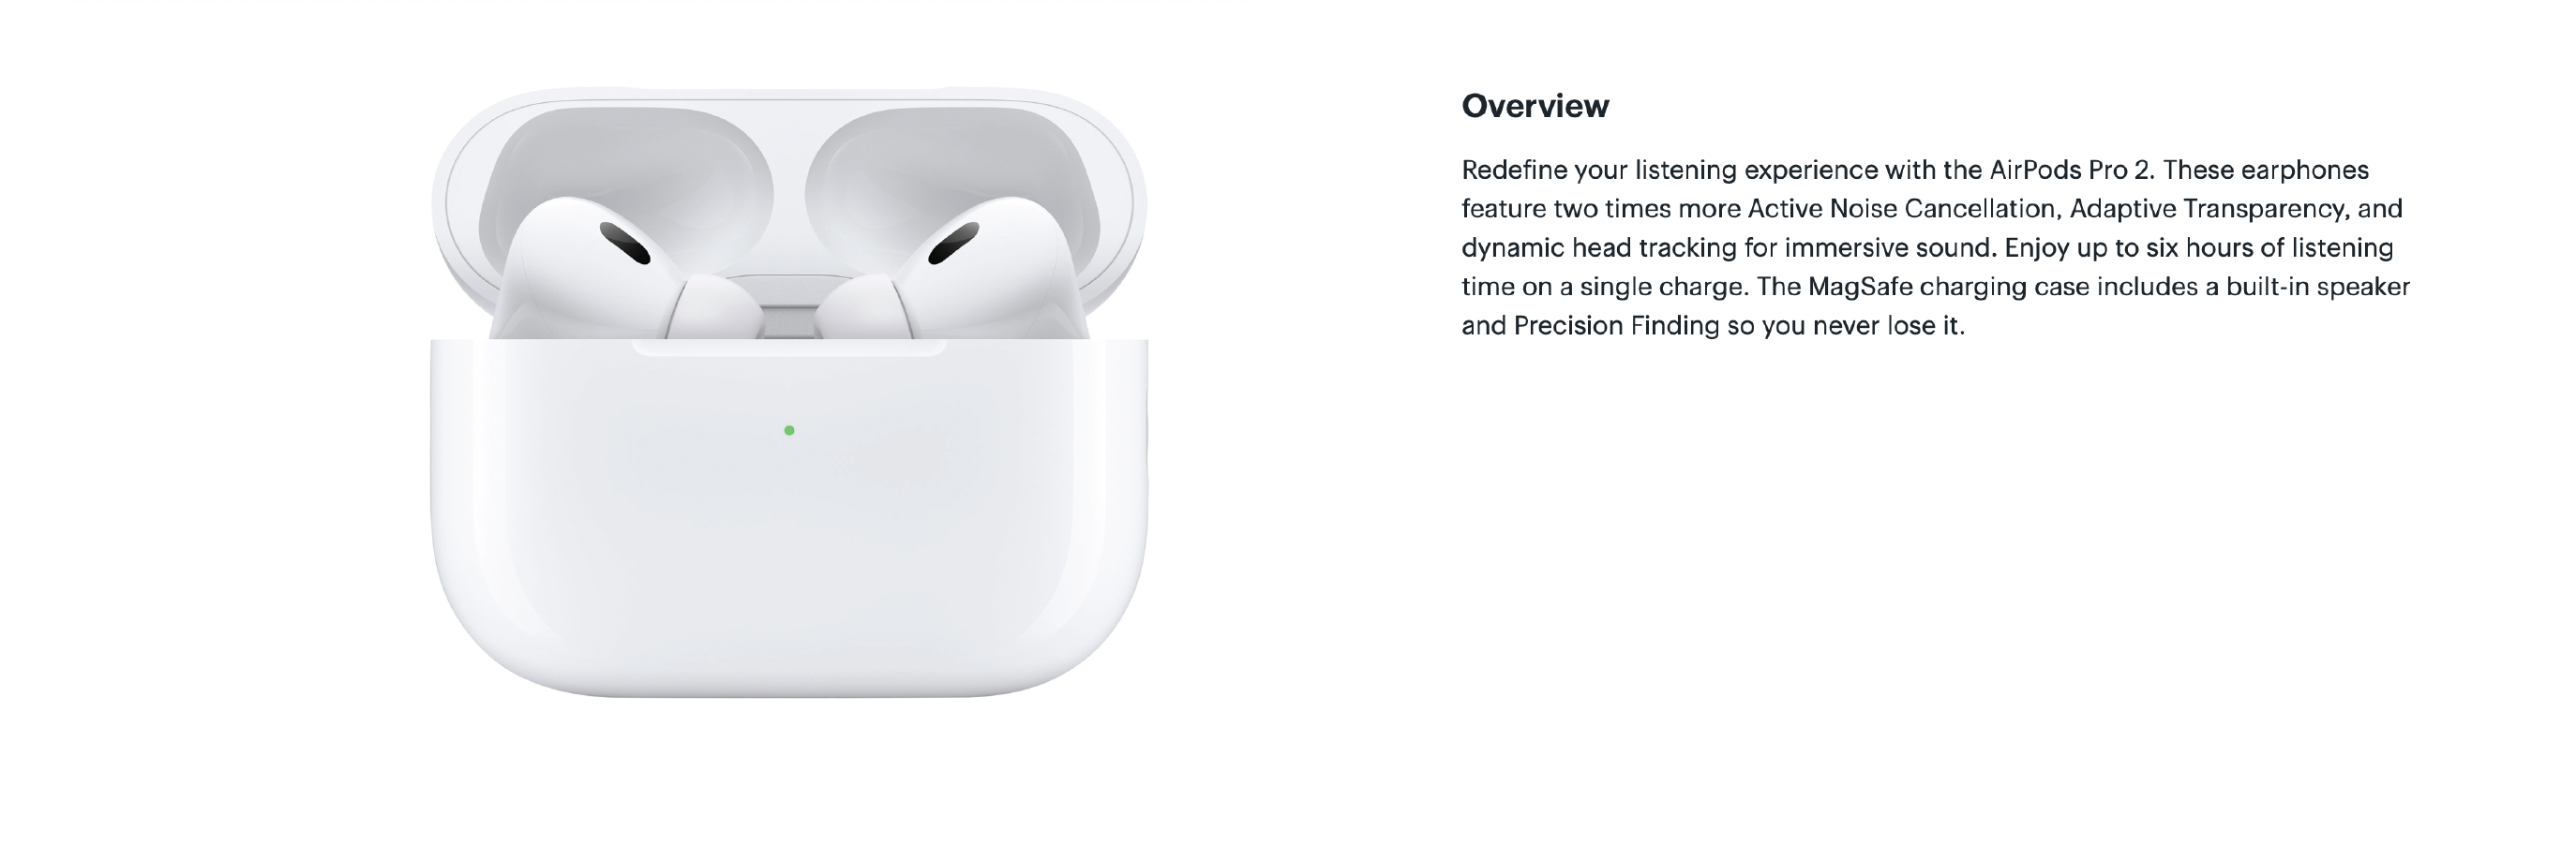 Overview
Redefine your listening experience with the AirPods Pro 2. These earphones
feature two times more Active Noise Cancellation, Adaptive Transparency, and
dynamic head tracking for immersive sound. Enjoy up to six hours of listening
time on a single charge. The MagSafe charging case includes a built-in speaker
and Precision Finding so you never lose it.